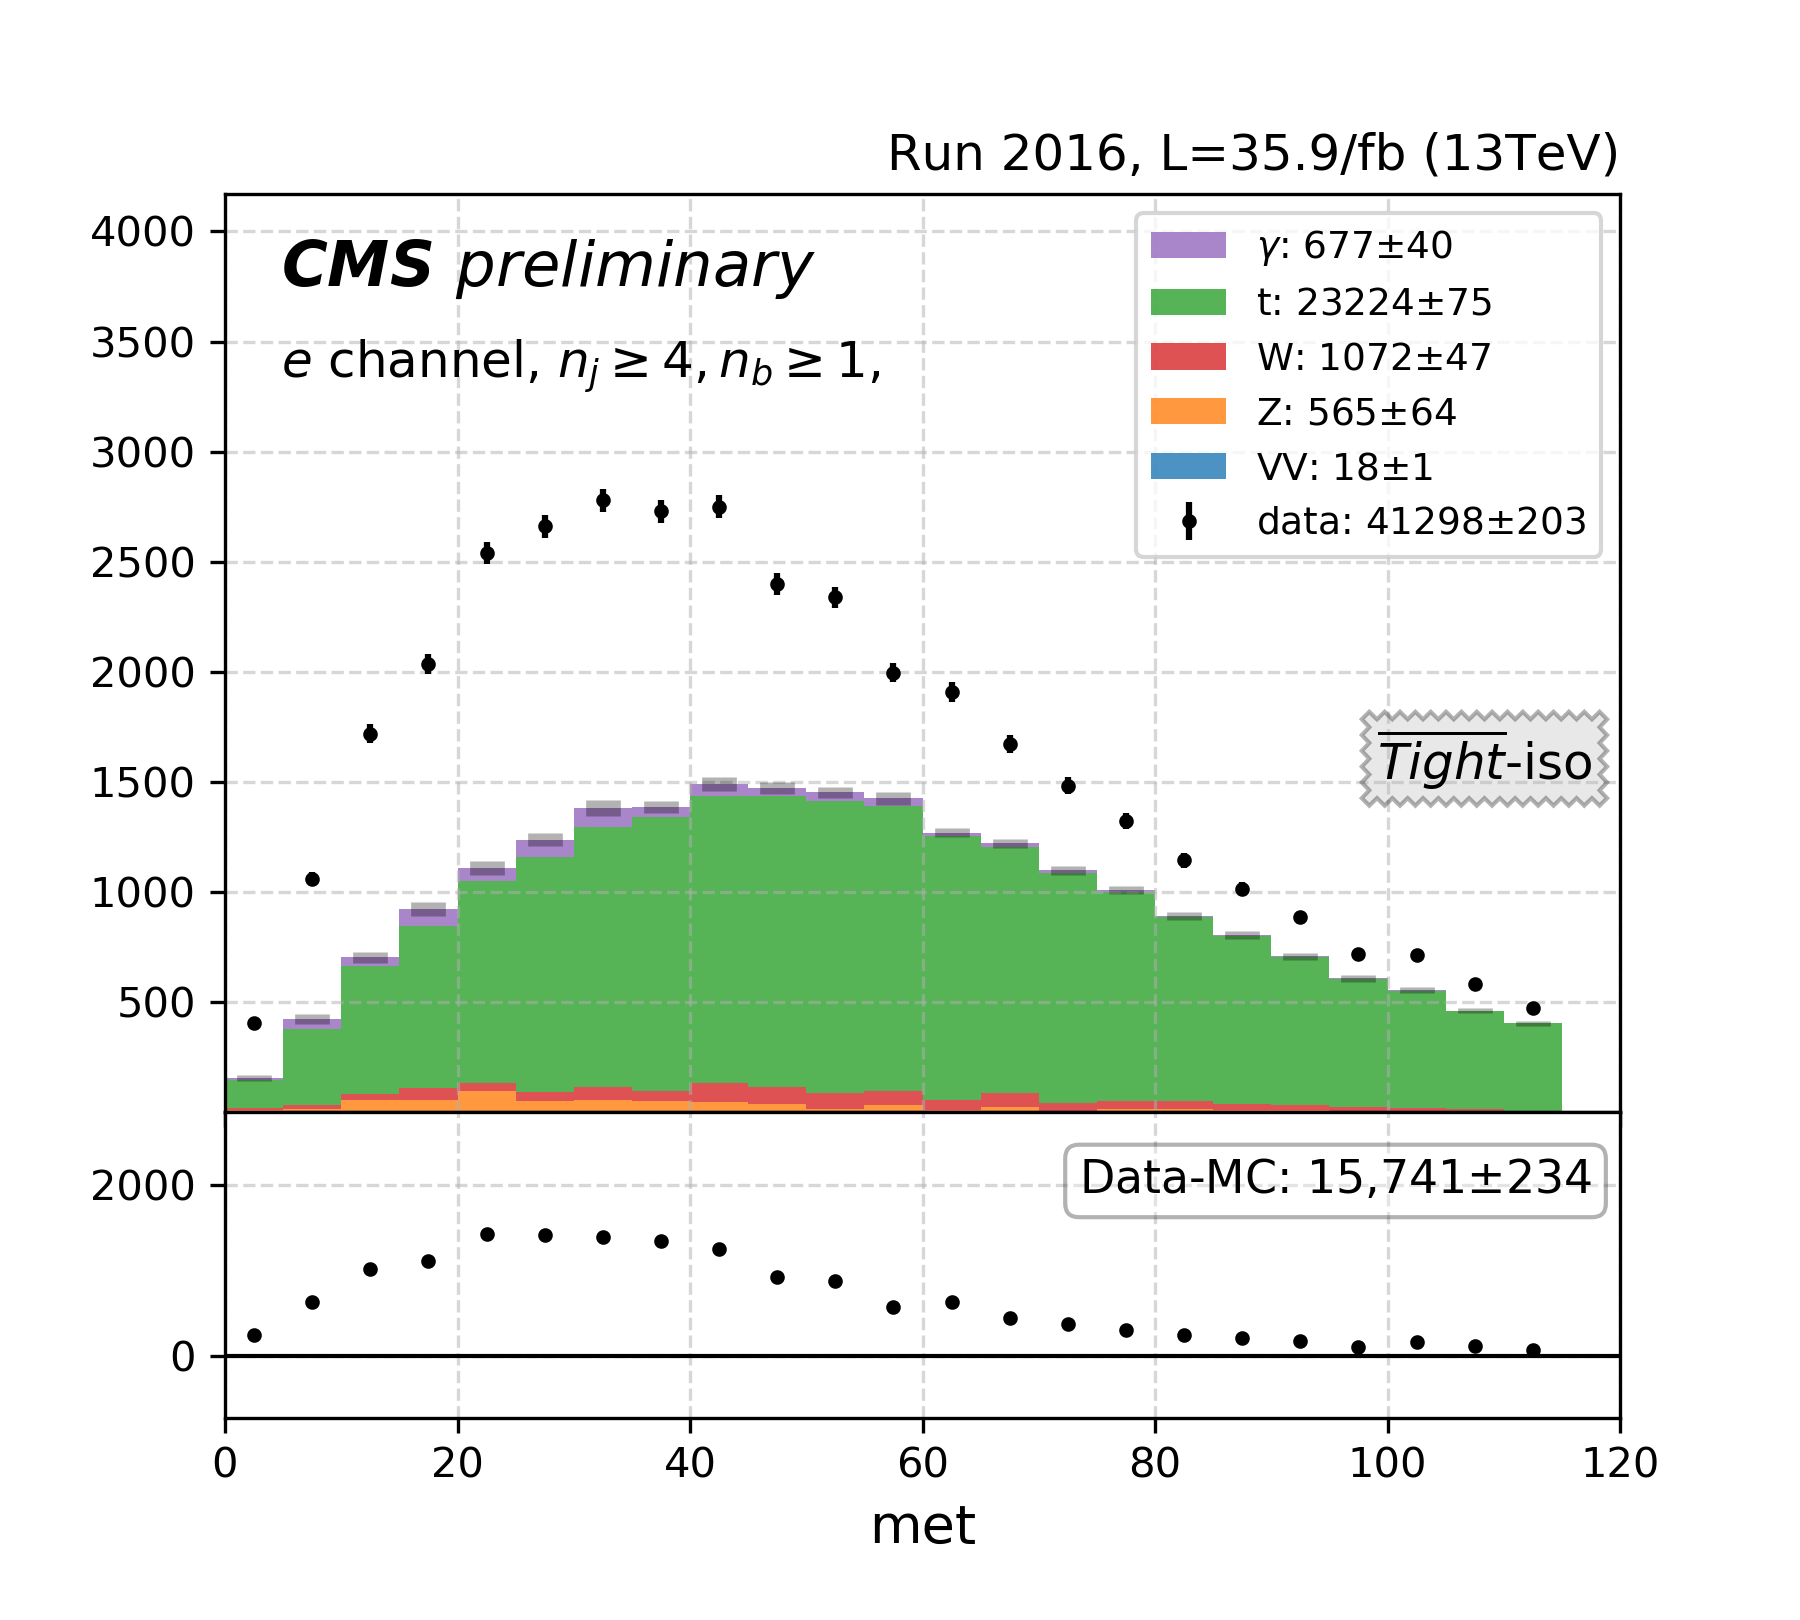 Run 2016, L=35.9/fb (13TeV)
4000
3500
3000
2500
2000
1500
1000
500
CMS preliminary
e channel, n_j ≥ 4, n_b ≥ 1,
γ: 677±40
t: 23224±75
W: 1072±47
Z: 565±64
VV: 18±1
data: 41298±203
Tight-iso
2000
0
Data-MC: 15,741±234
0 20 40 60 80 100 120
met